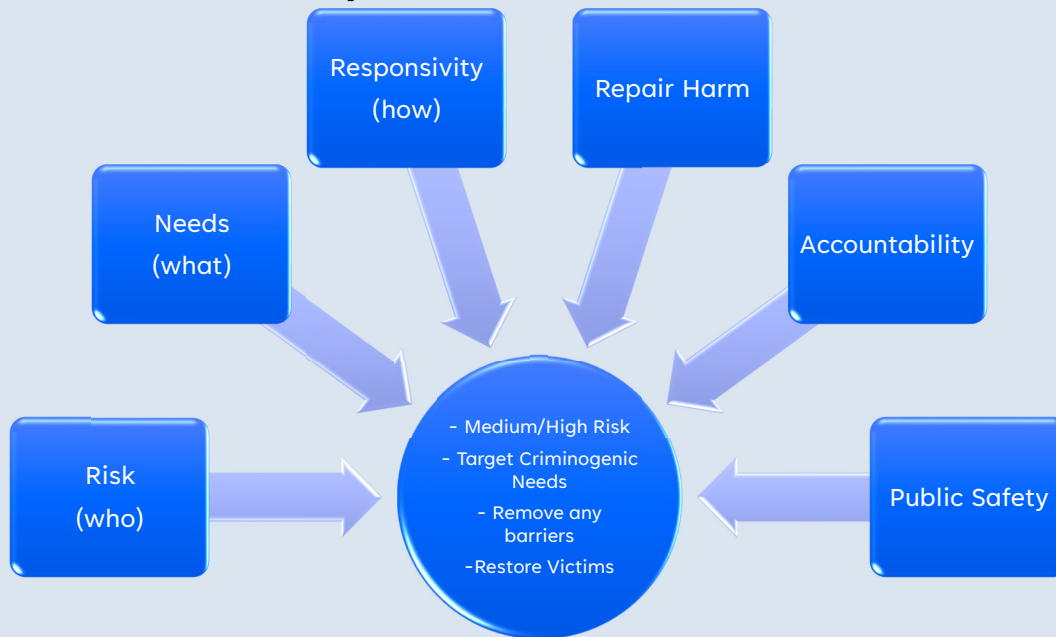 Responsivity
(how)
Repair Harm
Needs
(what)
Accountability
Risk
(who)
- Medium/High Risk
- Target Criminogenic
Needs
- Remove any
barriers
-Restore Victims
Public Safety